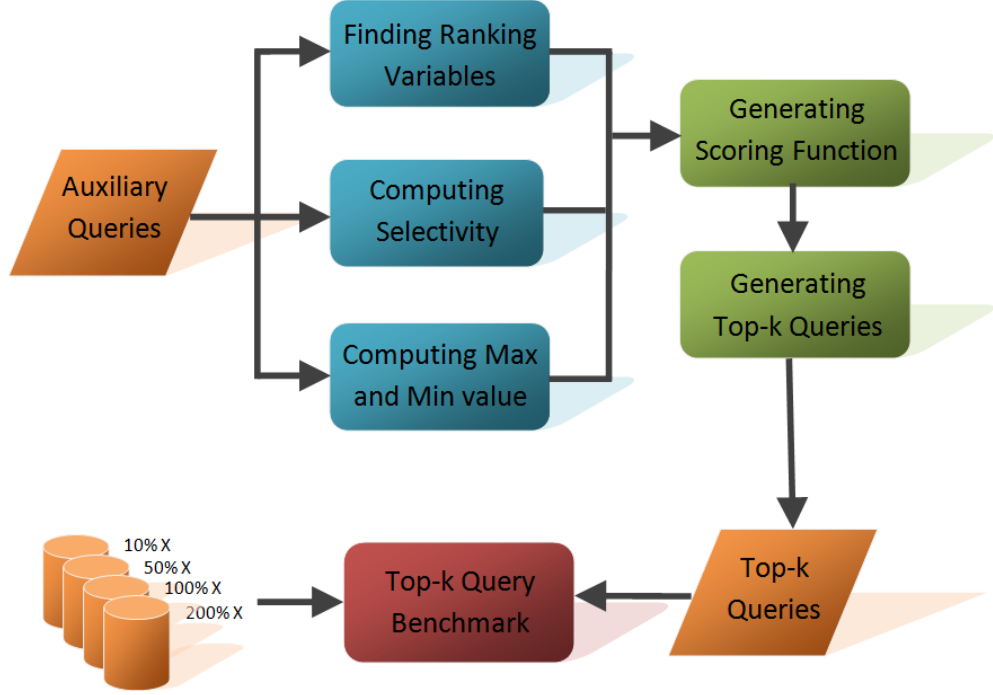 Finding Ranking
Variables
Auxiliary
Queries
Computing
Selectivity
Computing Max
and Min value
Generating
Scoring Function
Generating
Top-k Queries
10% X
50% X
100% X
200% X
Top-k Query
Benchmark
Top-k
Queries